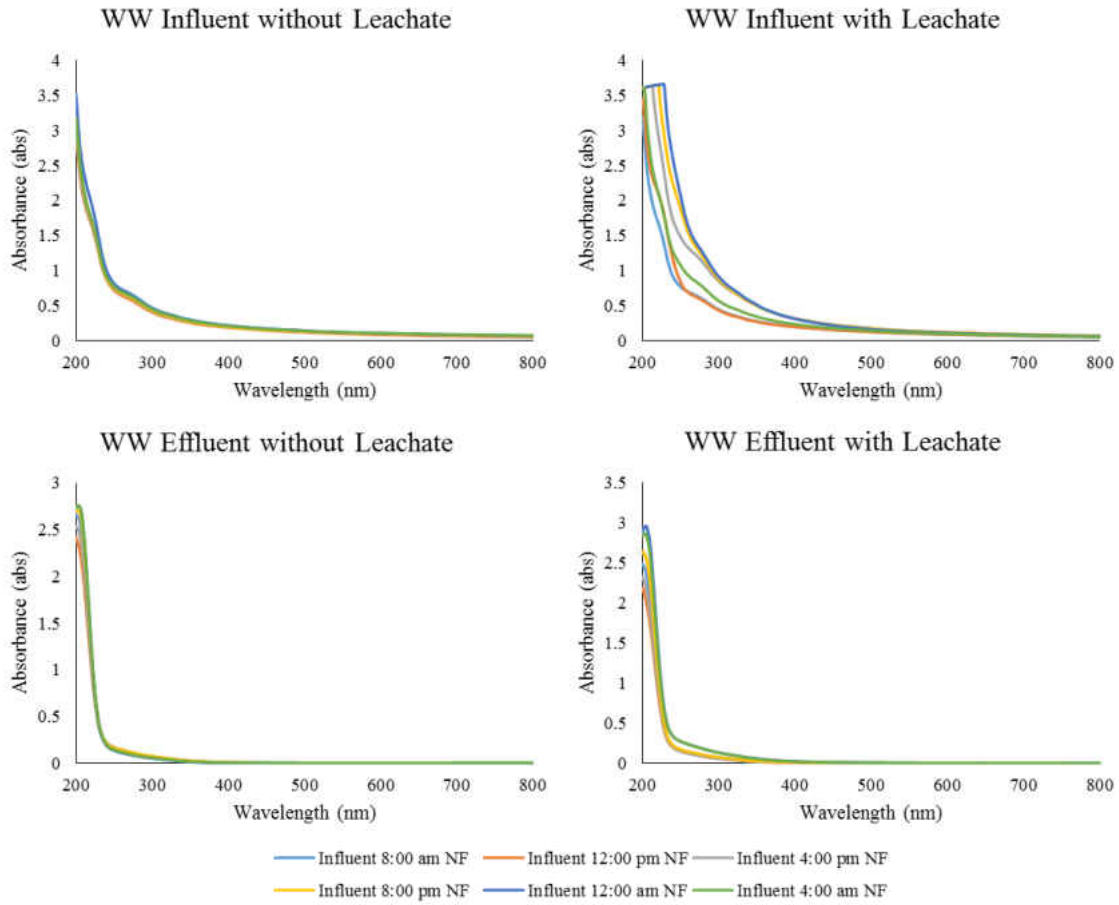 WW Influent without Leachate
4
3.5
3
2.5
2
1.5
1
0.5
0
Absorbance (abs)
200 300 400 500 600 700 800
Wavelength (nm)
WW Influent with Leachate
4
3.5
3
2.5
2
1.5
1
0.5
0
Absorbance (abs)
200 300 400 500 600 700 800
Wavelength (nm)
WW Effluent without Leachate
3
2.5
2
1.5
1
0.5
0
Absorbance (abs)
200 300 400 500 600 700 800
Wavelength (nm)
WW Effluent with Leachate
3.5
3
2.5
2
1.5
1
0.5
0
Absorbance (abs)
200 300 400 500 600 700 800
Wavelength (nm)
Influent 8:00 am NF Influent 12:00 pm NF Influent 4:00 pm NF
Influent 8:00 pm NF Influent 12:00 am NF Influent 4:00 am NF